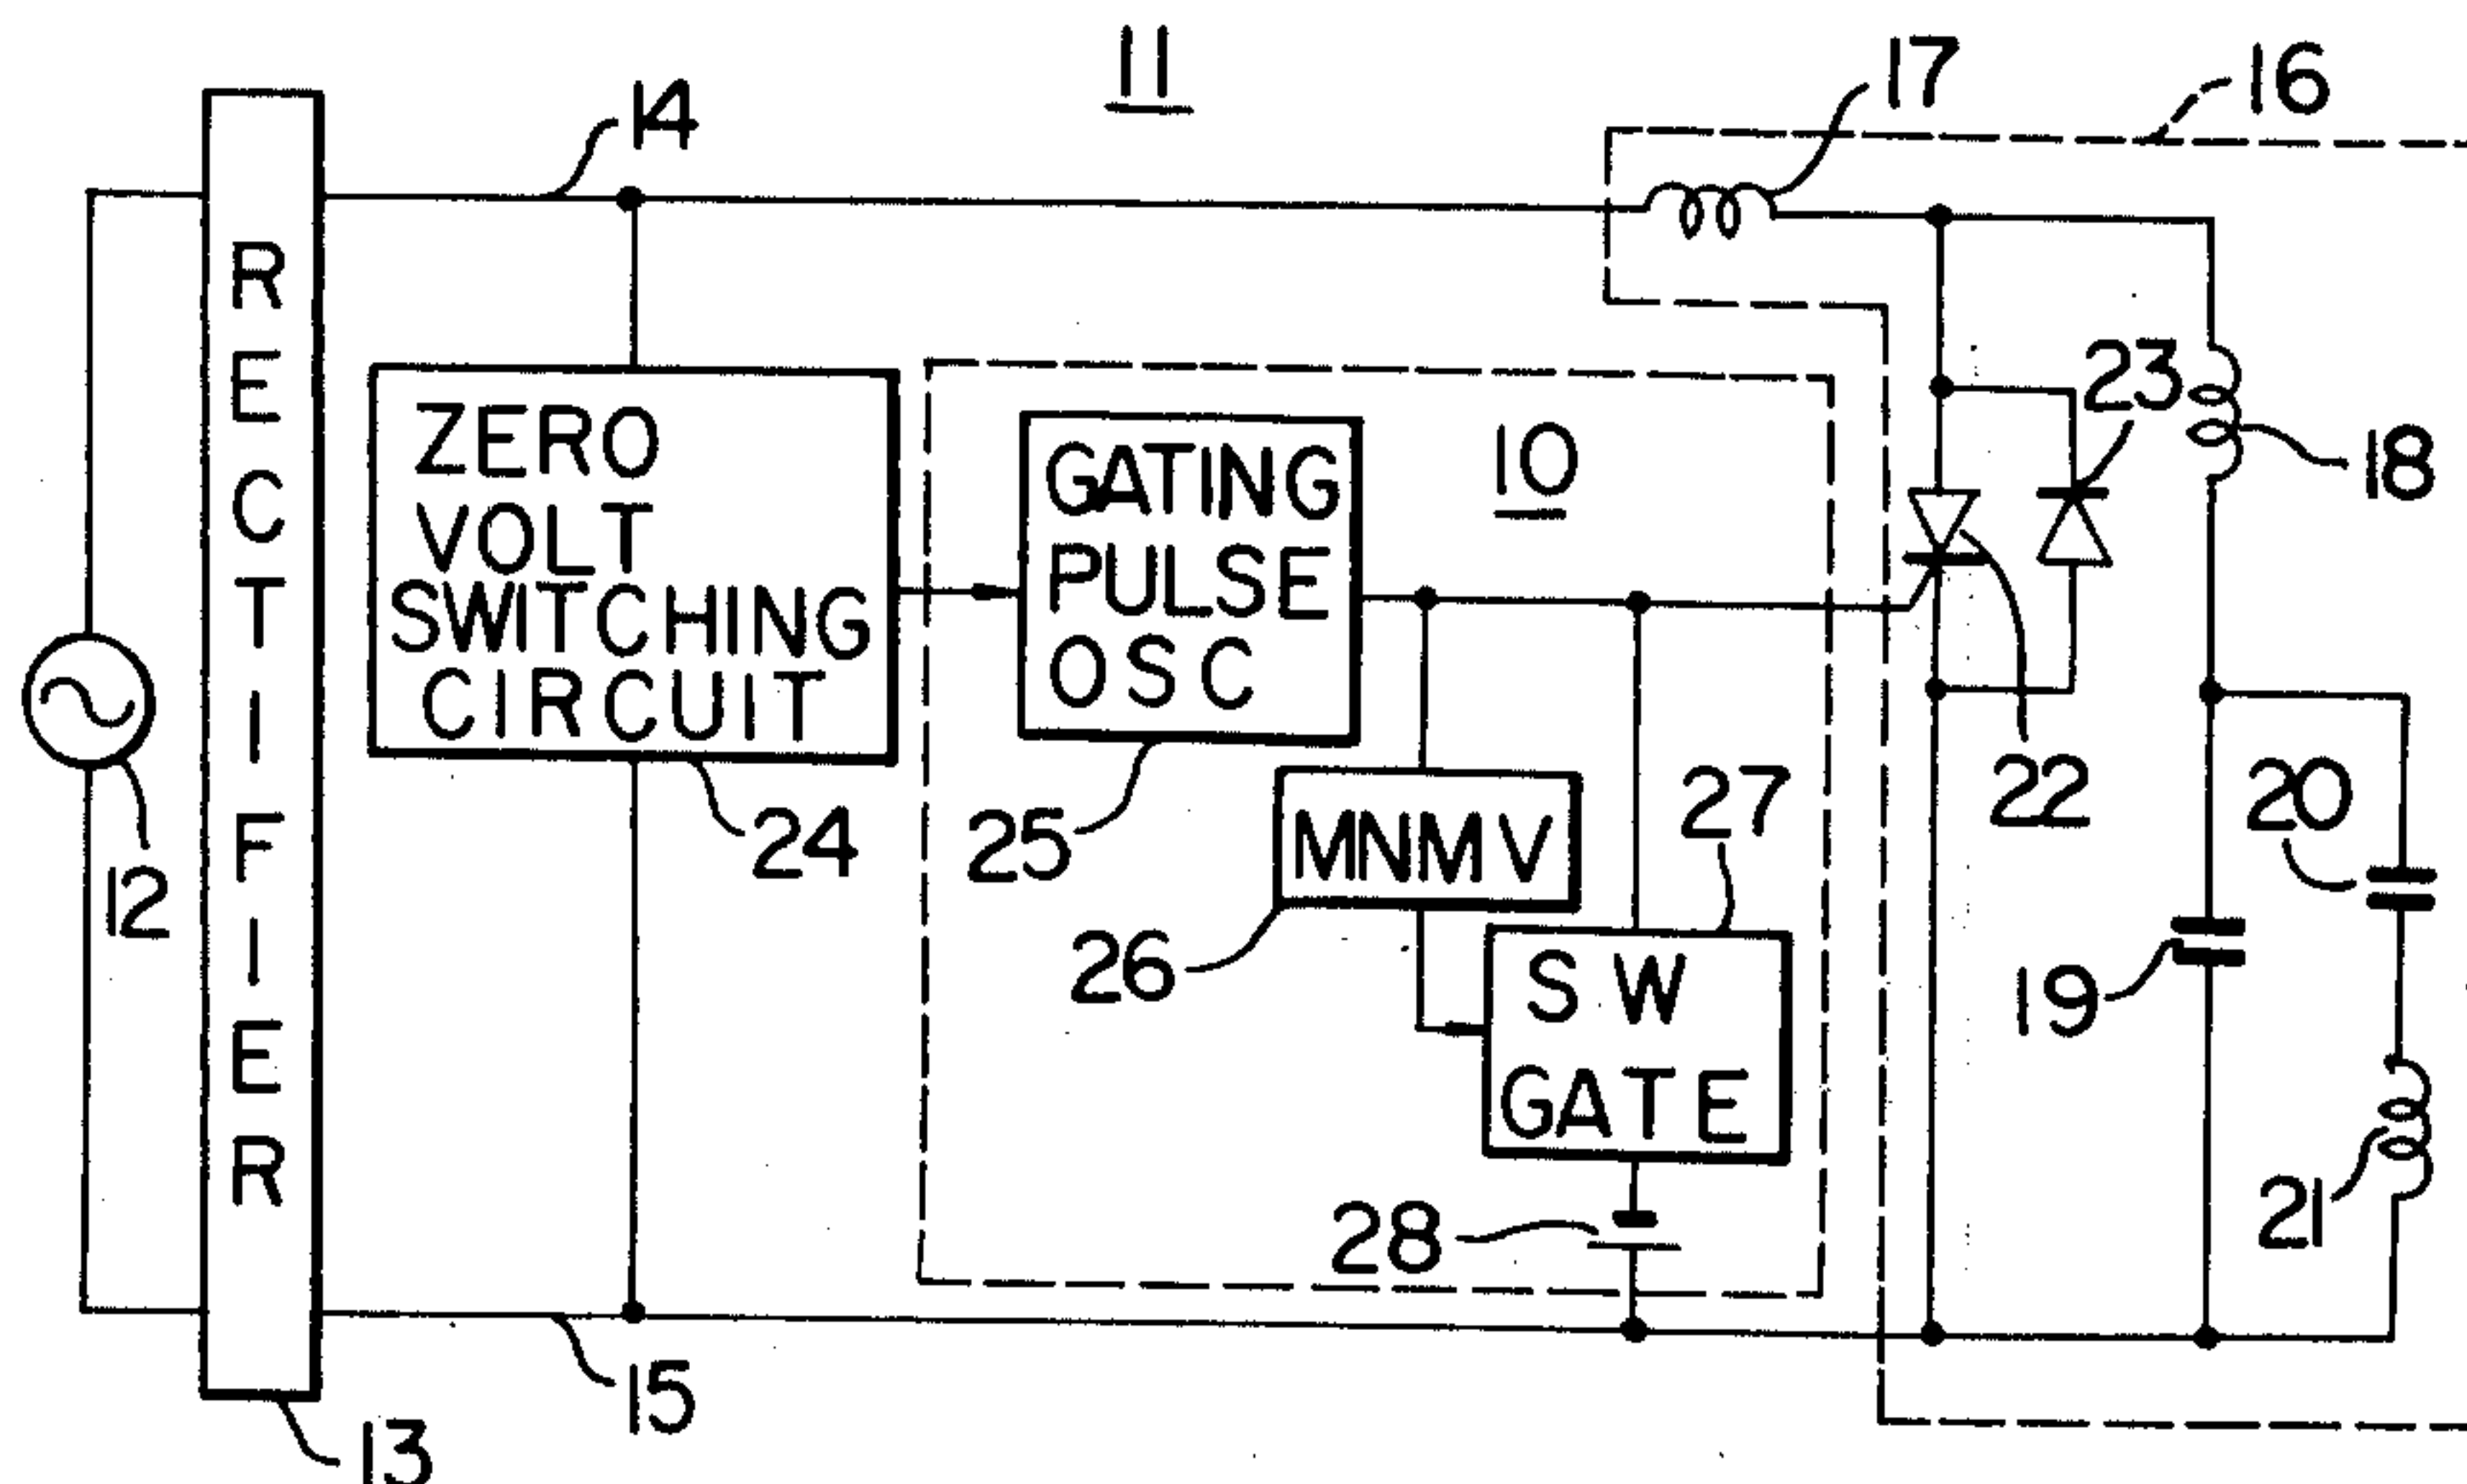 11
17
16
14
RECTIFIER
ZERO
VOLT
SWITCHING
CIRCUIT
GATING
PULSE
OSC
10
23
18
12
24
25
MNMV
26
27
22
20
SW
GATE
19
28
21
15
13